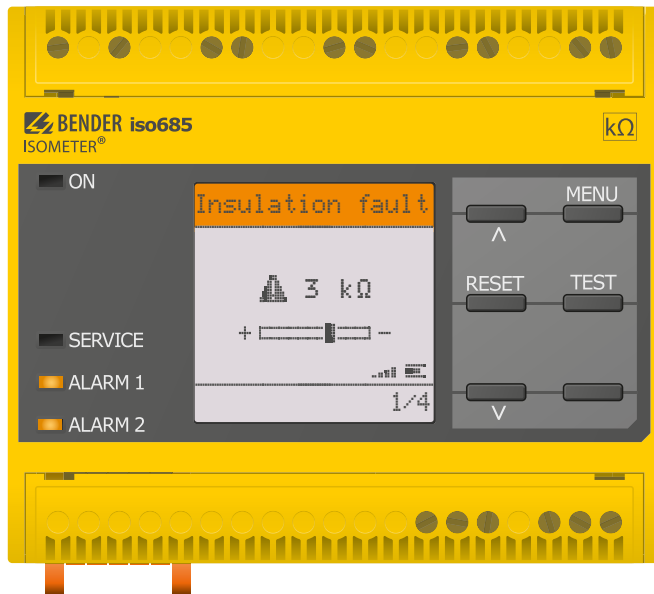 BENDER iso685
ISOMETER®
kΩ
ON
SERVICE
ALARM 1
ALARM 2
Insulation fault
3 kΩ
+ -
1/4
MENU
Λ
RESET TEST
V